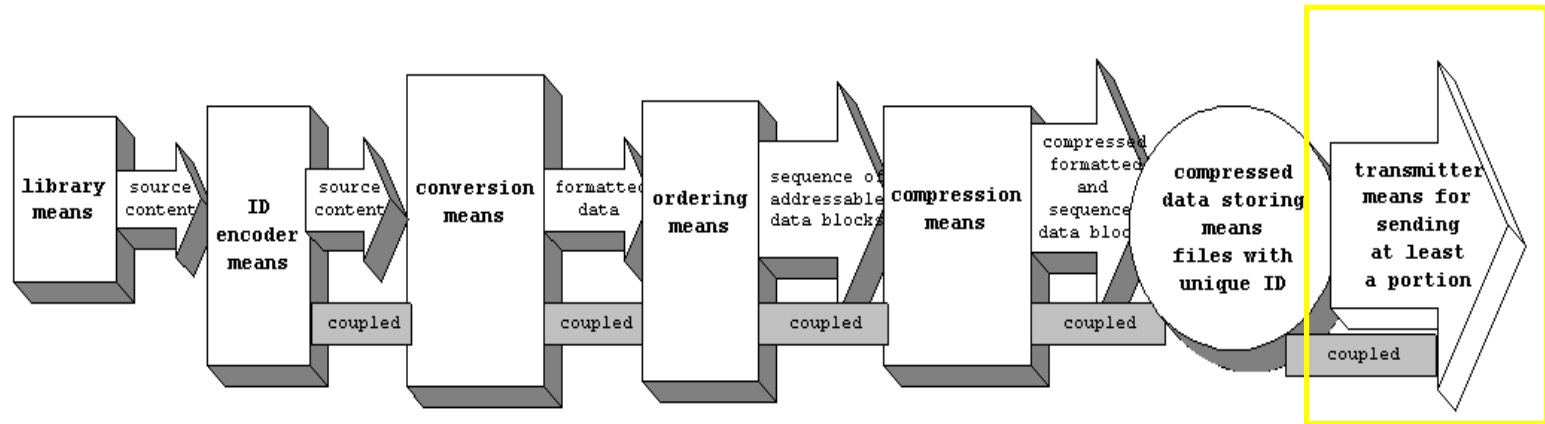 library
means
source
content
ID
encoder
means
source
content
coupled
conversion
means
formatted
data
coupled
ordering
means
sequence of
addressable
data blocks
coupled
compression
means
compressed
formatted
and
sequence
data bloc
coupled
compressed
data storing
means
files with
unique ID
transmitter
means for
sending
at least
a portion
coupled